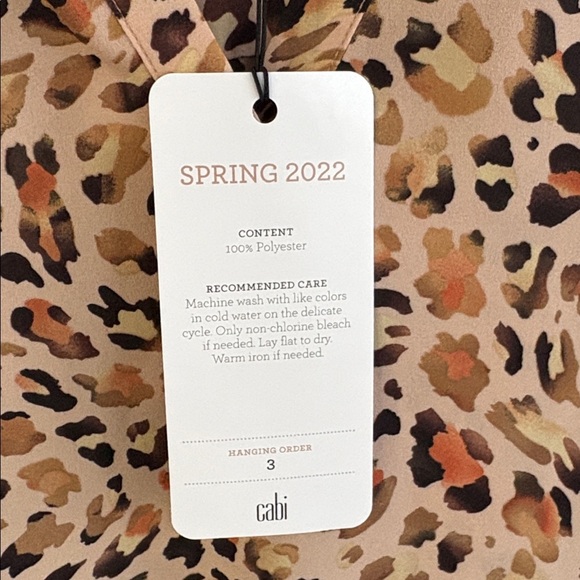 SPRING 2022
CONTENT
100% Polyester
RECOMMENDED CARE
Machine wash with like colors
in cold water on the delicate
cycle. Only non-chlorine bleach
if needed. Lay flat to dry.
Warm iron if needed.
HANGING ORDER
3
cabi